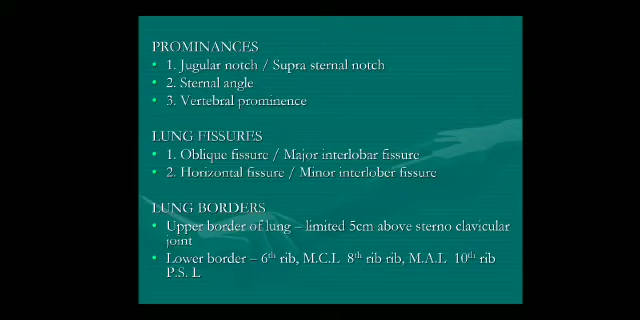 PROMINANCES
• 1. Jugular notch / Supra sternal notch
• 2. Sternal angle
• 3. Vertebral prominence
LUNG FISSURES
• 1. Oblique fissure / Major interlobar fissure
• 2. Horizontal fissure / Minor interlober fissure
LUNG BORDERS
• Upper border of lung – limited 5cm above sterno clavicular
joint
• Lower border – 6th rib, M.C.L 8th rib rib, M.A.L 10th rib
P.S. L